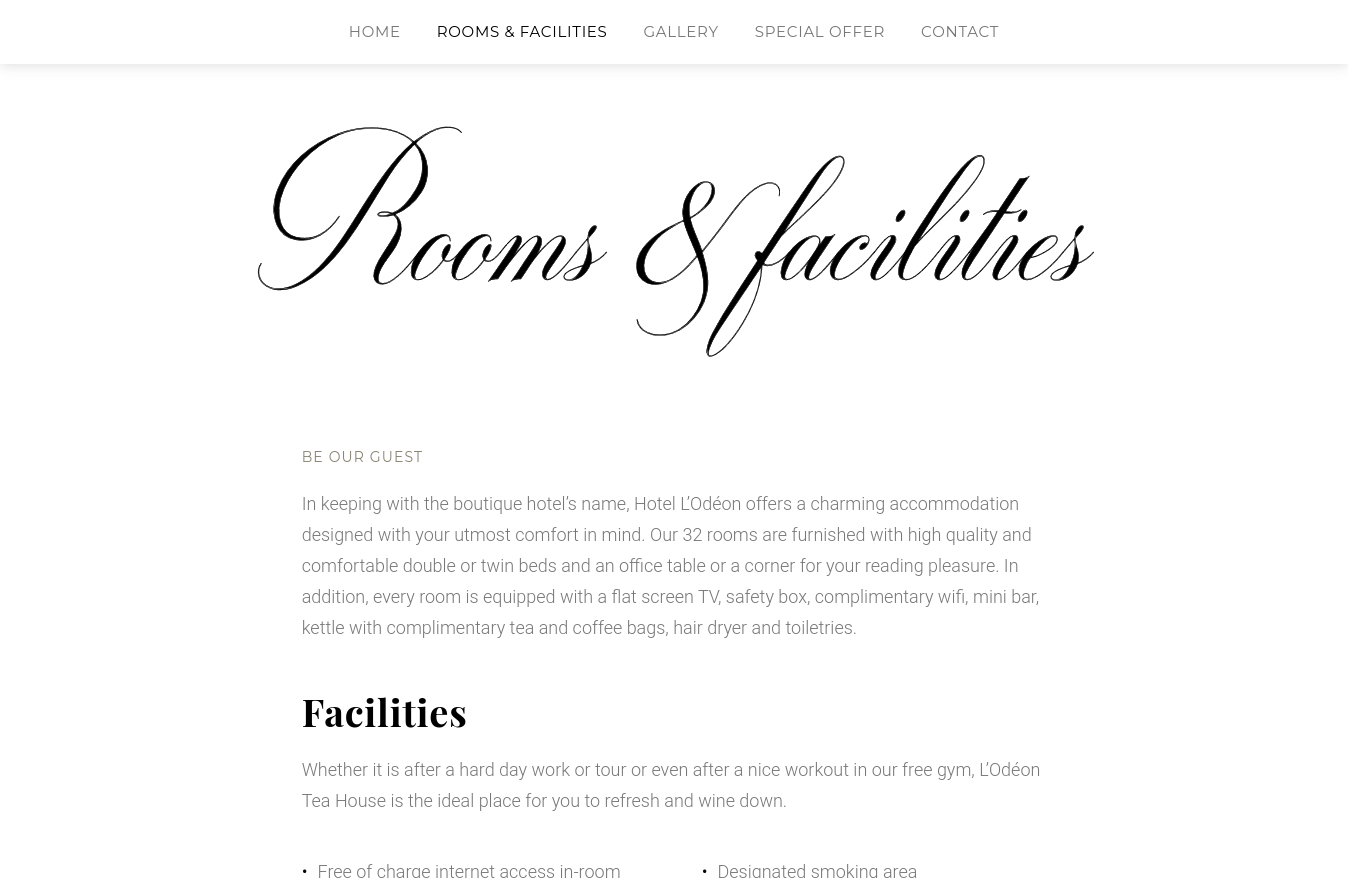 HOME ROOMS & FACILITIES GALLERY SPECIAL OFFER CONTACT
Rooms & facilities
BE OUR GUEST
In keeping with the boutique hotel’s name, Hotel L’Odéon offers a charming accommodation
designed with your utmost comfort in mind. Our 32 rooms are furnished with high quality and
comfortable double or twin beds and an office table or a corner for your reading pleasure. In
addition, every room is equipped with a flat screen TV, safety box, complimentary wifi, mini bar,
kettle with complimentary tea and coffee bags, hair dryer and toiletries.
Facilities
Whether it is after a hard day work or tour or even after a nice workout in our free gym, L’Odéon
Tea House is the ideal place for you to refresh and wine down.
• Free of charge internet access in-room
• Designated smoking area